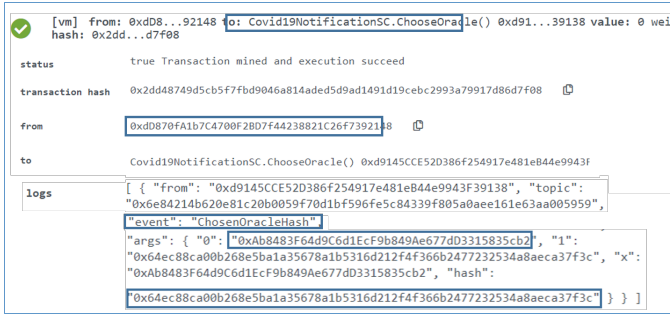 [vm] from: 0xdD8...92148 to: Covid19NotificationSC.ChooseOracle() 0xd91...39138 value: 0 wei
hash: 0x2dd...d7f08
status true Transaction mined and execution succeed
transaction hash 0x2dd48749d5cb5f7fbd9046a814aded5d9ad1491d19cebc2993a79917d86d7f08
from 0xdD870fA1b7C4700F2BD7f44238821C26f7392148
to Covid19NotificationSC.ChooseOracle() 0xd9145CCE52D386f254917e481eB44e9943F
logs [ { "from": "0xd9145CCE52D386f254917e481eB44e9943F39138", "topic":
"0x6e84214b620e81c20b0059f70d1bf596fe5c84339f805a0aee161e63aa005959",
"event": "ChosenOracleHash",
"args": { "0": "0xAb8483F64d9C6d1EcF9b849Ae677dD3315835cb2", "1":
"0x64ec88ca00b268e5ba1a35678a1b5316d212f4f366b2477232534a8aeca37f3c", "x":
"0xAb8483F64d9C6d1EcF9b849Ae677dD3315835cb2", "hash":
"0x64ec88ca00b268e5ba1a35678a1b5316d212f4f366b2477232534a8aeca37f3c" } } ]